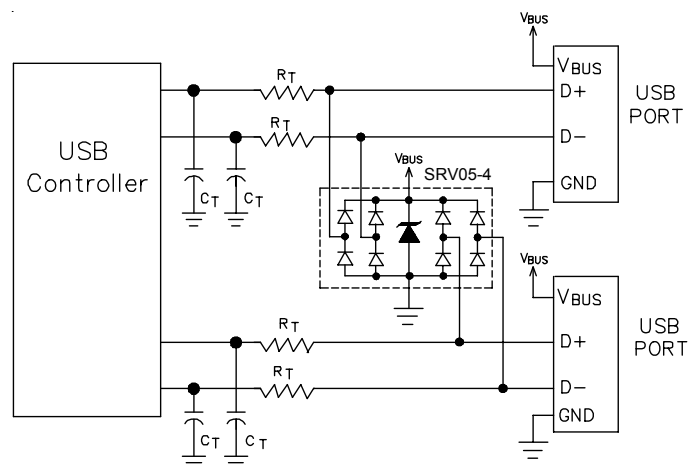 VBUS
VBUS
RT
D+
USB
PORT
RT
D−
USB
Controller
VBUS
SRV05-4
CT
CT
GND
VBUS
VBUS
RT
D+
USB
PORT
RT
D−
GND
CT
CT